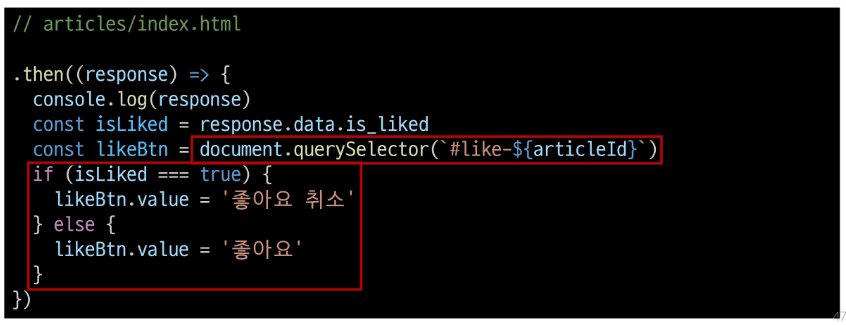 // articles/index.html
.then((response) => {
console.log(response)
const isLiked = response.data.is_liked
const likeBtn = document.querySelector(`#like-${articleId}`)
if (isLiked === true) {
likeBtn.value = '좋아요 취소'
} else {
likeBtn.value = '좋아요'
}
})
47